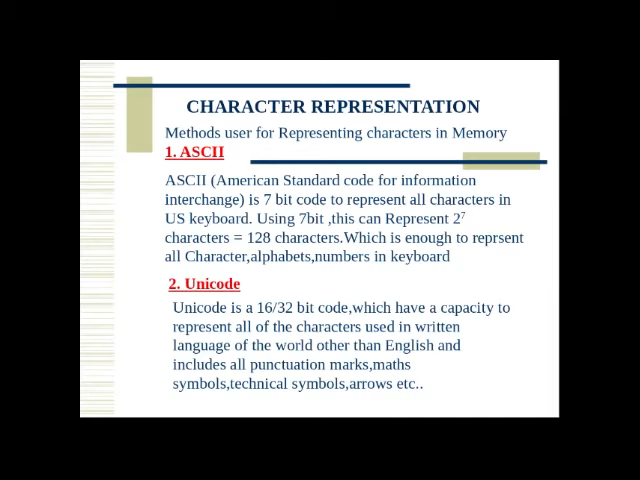 CHARACTER REPRESENTATION
Methods user for Representing characters in Memory
1. ASCII
ASCII (American Standard code for information
interchange) is 7 bit code to represent all characters in
US keyboard. Using 7bit ,this can Represent 2⁷
characters = 128 characters.Which is enough to reprsent
all Character,alphabets,numbers in keyboard
2. Unicode
Unicode is a 16/32 bit code,which have a capacity to
represent all of the characters used in written
language of the world other than English and
includes all punctuation marks,maths
symbols,technical symbols,arrows etc..